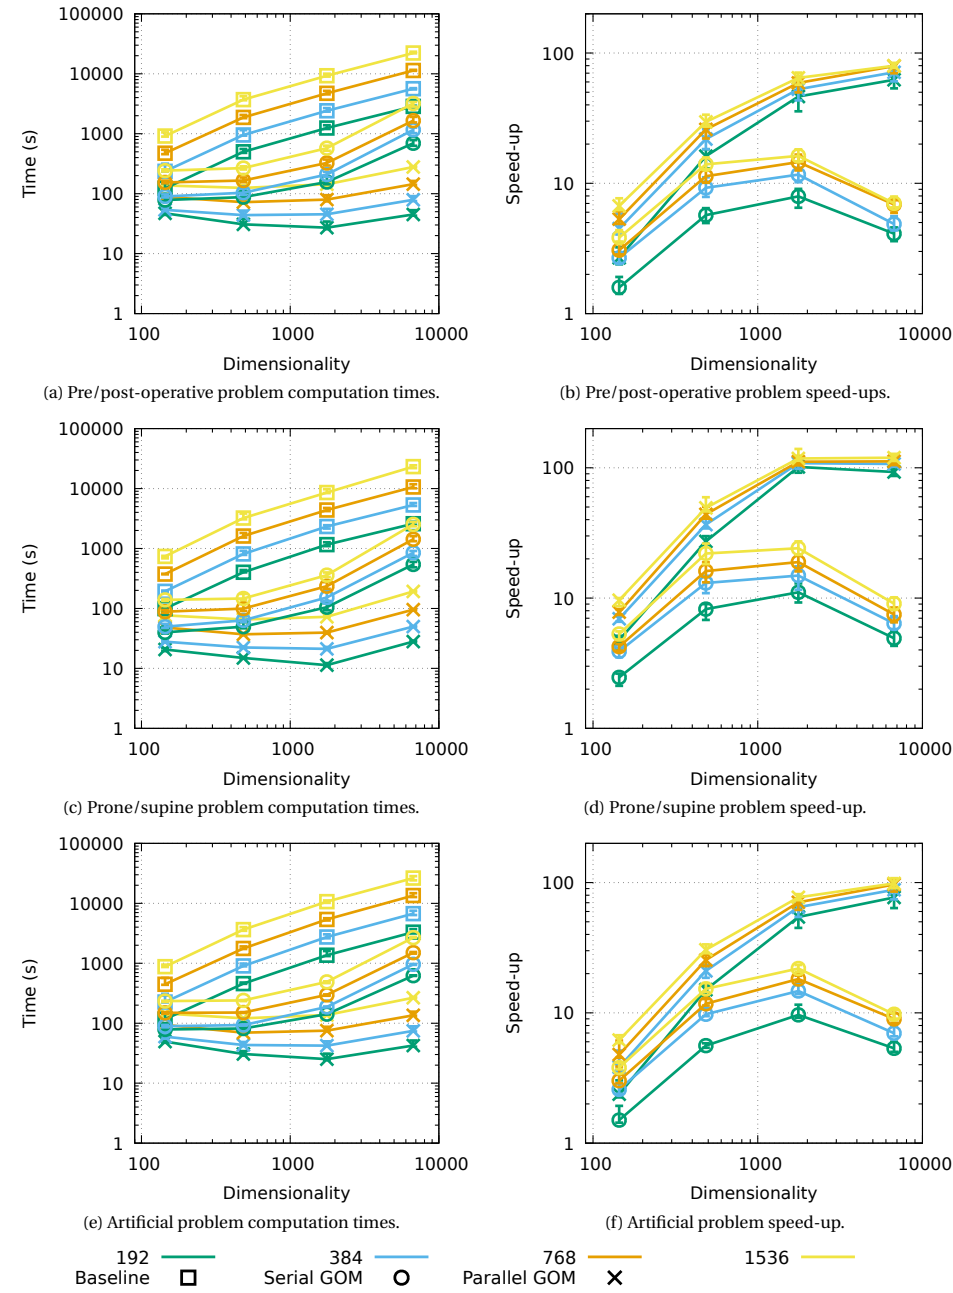 100000
10000
1000
100
10
1
Time (s)
100 1000 10000
Dimensionality
(a) Pre/post-operative problem computation times.
100
10
1
Speed-up
100 1000 10000
Dimensionality
(b) Pre/post-operative problem speed-ups.
100000
10000
1000
100
10
1
Time (s)
100 1000 10000
Dimensionality
(c) Prone/supine problem computation times.
100
10
1
Speed-up
100 1000 10000
Dimensionality
(d) Prone/supine problem speed-up.
100000
10000
1000
100
10
1
Time (s)
100 1000 10000
Dimensionality
(e) Artificial problem computation times.
100
10
1
Speed-up
100 1000 10000
Dimensionality
(f) Artificial problem speed-up.
192 384 768 1536
Baseline Serial GOM Parallel GOM